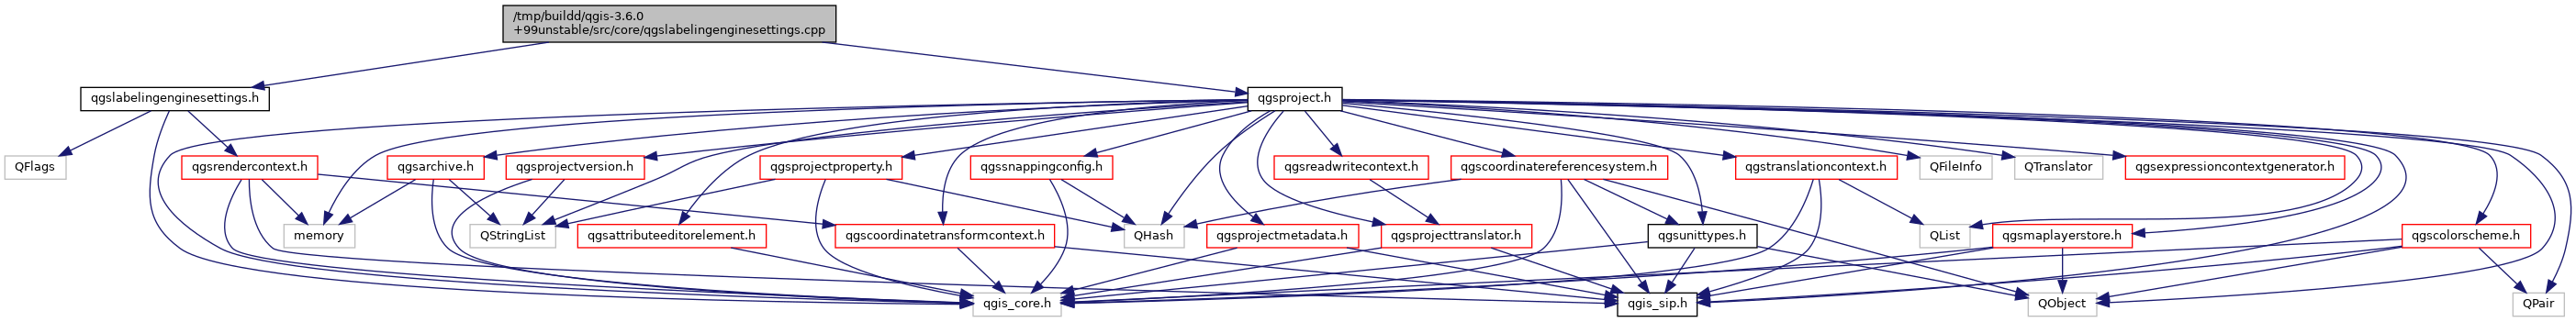 /tmp/buildd/qgis-3.6.0
+99unstable/src/core/qgslabelingenginesettings.cpp
qgslabelingenginesettings.h
qgsproject.h
QFlags
qgsrendercontext.h
qgsarchive.h
qgsprojectversion.h
qgsprojectproperty.h
qgssnappingconfig.h
qgsreadwritecontext.h
qgscoordinatereferencesystem.h
qgstranslationcontext.h
QFileInfo
QTranslator
qgsexpressioncontextgenerator.h
memory
QStringList
qgsattributeeditorelement.h
qgscoordinatetransformcontext.h
QHash
qgsprojectmetadata.h
qgsprojecttranslator.h
qgsunittypes.h
QList
qgsmaplayerstore.h
qgscolorscheme.h
qgis_core.h
qgis_sip.h
QObject
QPair